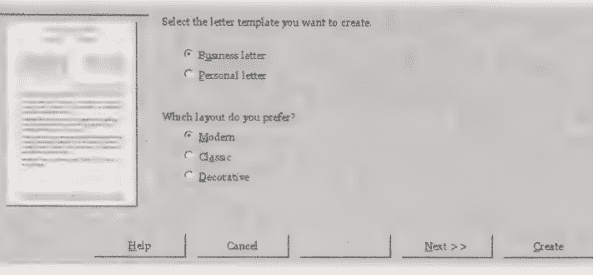 Select the letter template you want to create.
Business letter
Personal letter
Which layout do you prefer?
Modern
Classic
Decorative
Help Cancel Next >> Create